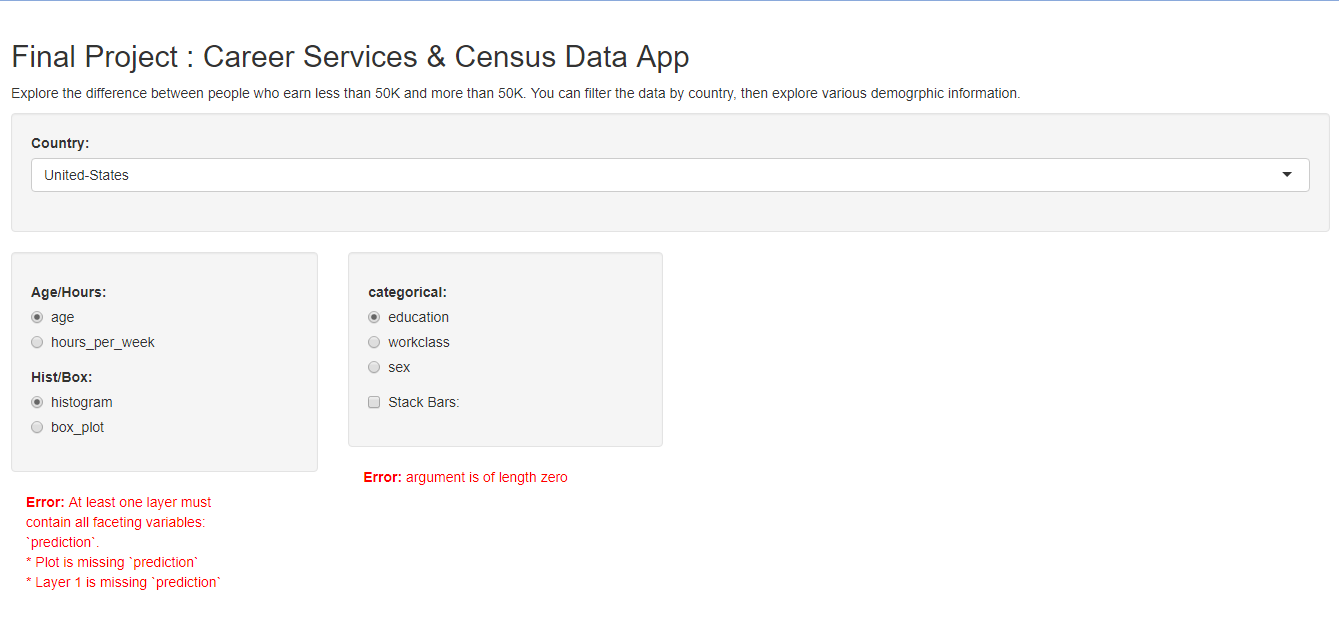 Final Project : Career Services & Census Data App
Explore the difference between people who earn less than 50K and more than 50K. You can filter the data by country, then explore various demogrphic information.
Country:
United-States
Age/Hours:
age
hours_per_week
Hist/Box:
histogram
box_plot
categorical:
education
workclass
sex
Stack Bars:
Error: At least one layer must
contain all faceting variables:
`prediction`.
* Plot is missing `prediction`
* Layer 1 is missing `prediction`
Error: argument is of length zero